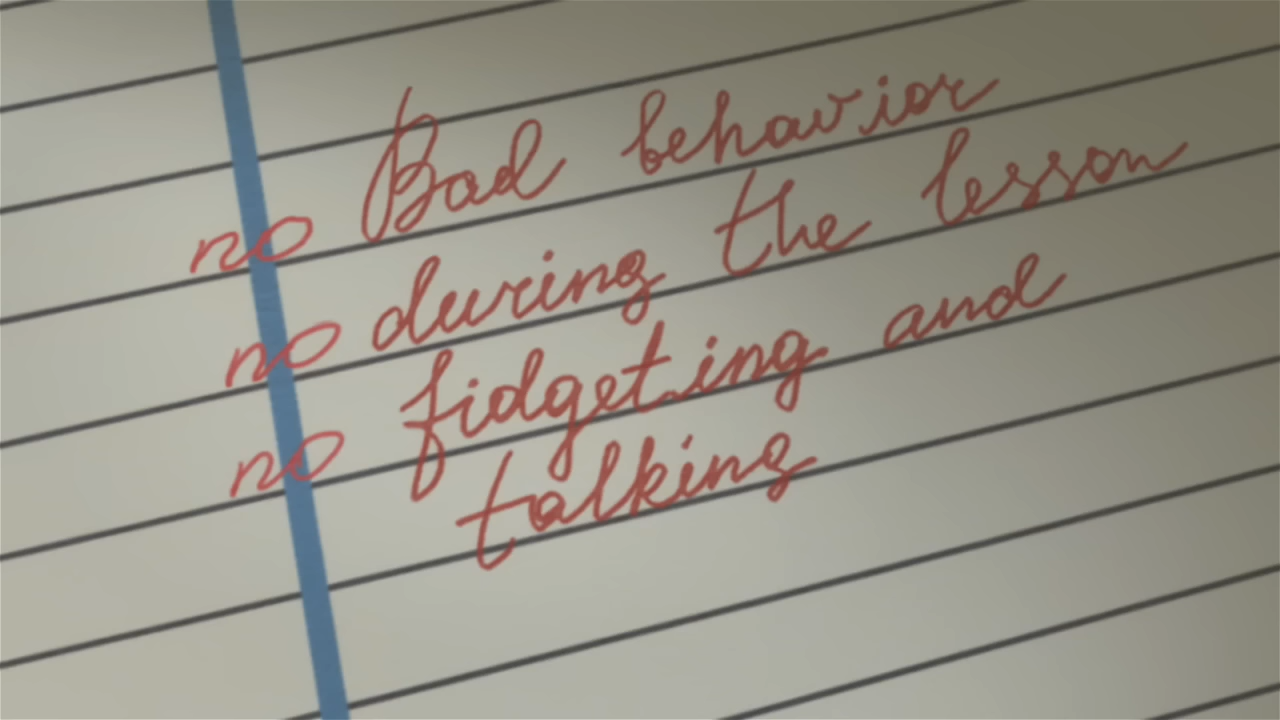 no Bad behavior
no during the lesson
no fidgeting and
talking